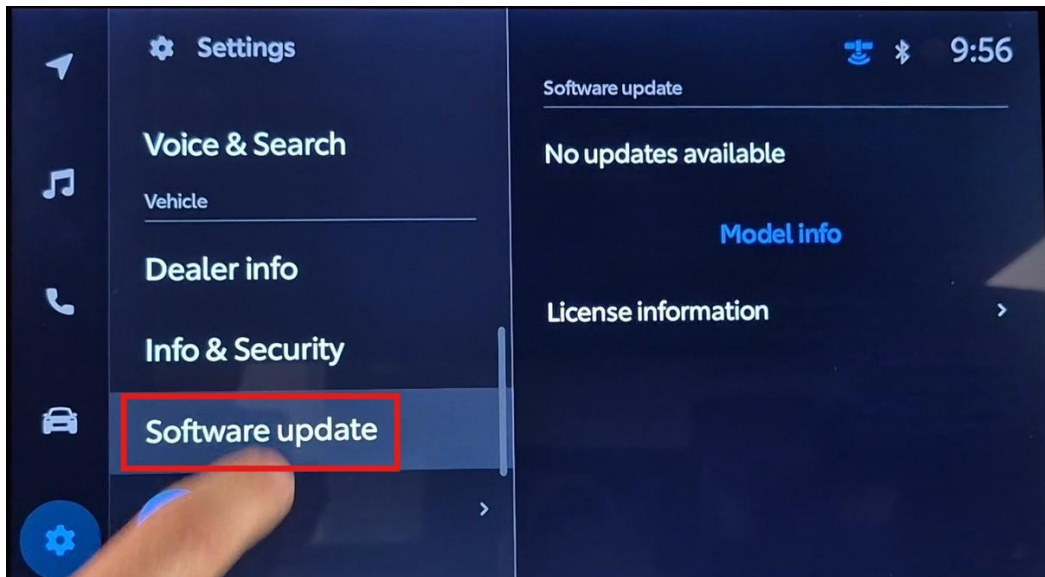 Settings
9:56
Voice & Search
Vehicle
Dealer info
Info & Security
Software update
Software update
No updates available
Model info
License information